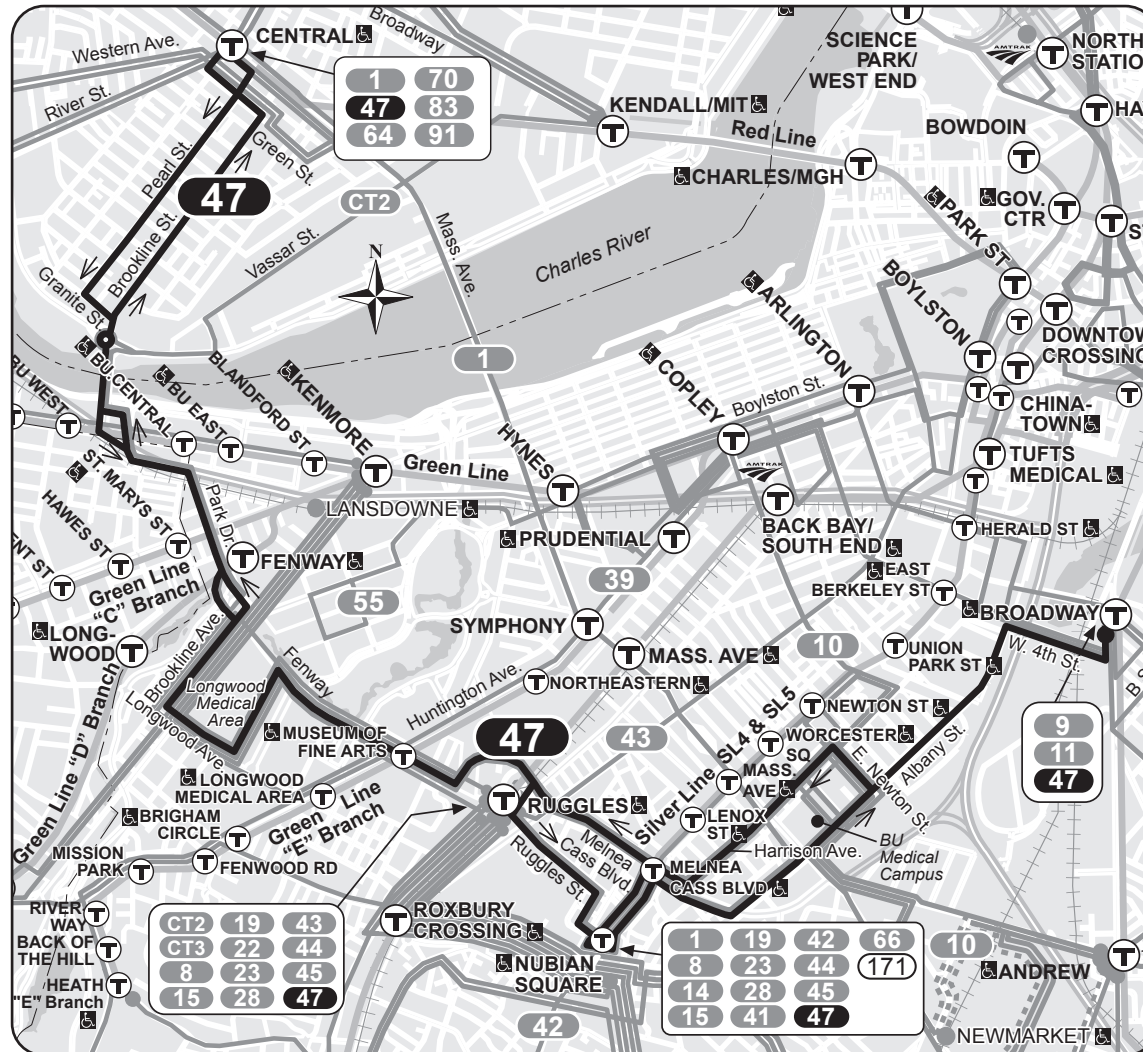 Western Ave.
River St.
CENTRAL
Broadway
1 70
47 83
64 91
Pearl St.
Green St.
47
Brookline St.
Granite St.
Vassar St.
CT2
Mass. Ave.
N
Charles River
1
KENDALL/MIT
Red Line
SCIENCE
PARK/
WEST END
AMTRAK
NORTH
STATIO
HA
BOWDOIN
CHARLES/MGH
GOV.
CTR
PARK ST
BOYLSTON
DOWNTOW
CROSSING
CHINA-
TOWN
TUFTS
MEDICAL
HERALD ST
ARLINGTON
COPLEY
Boylston St.
AMTRAK
BACK BAY/
SOUTH END
HYNES
PRUDENTIAL
BU WEST
BU CENTRAL
BU EAST
BLANDFORD ST
KENMORE
Green Line
LANSDOWNE
ST. MARYS ST
HAWES ST
ENT ST
Park Dr.
FENWAY
Green Line
"C" Branch
LONG-
WOOD
Brookline Ave.
Longwood Ave.
Longwood
Medical
Area
Green Line "D" Branch
55
39
SYMPHONY
MASS. AVE
NORTHEASTERN
Fenway
Huntington Ave.
MUSEUM OF
FINE ARTS
47
43
LONGWOOD
MEDICAL AREA
BRIGHAM
CIRCLE
Green Line
"E" Branch
MISSION
PARK
FENWOOD RD
RIVER-
WAY
BACK OF
THE HILL
HEATH
"E" Branch
EAST
BERKELEY ST
BROADWAY
W. 4th St.
10
UNION
PARK ST
NEWTON ST
WORCESTER
SQ
MASS.
AVE
LENOX
ST
Silver Line SL4 & SL5
E. Newton St.
Albany St.
BU
Medical
Campus
Harrison Ave.
MELNEA
CASS BLVD
Melnea
Cass Blvd.
RUGGLES
Ruggles St.
ROXBURY
CROSSING
NUBIAN
SQUARE
42
9
11
47
B S
CT2 19 43
CT3 22 44
8 23 45
15 28 47
1 19 42 66
8 23 44 171
14 28 45
15 41 47
10
ANDREW
NEWMARKET